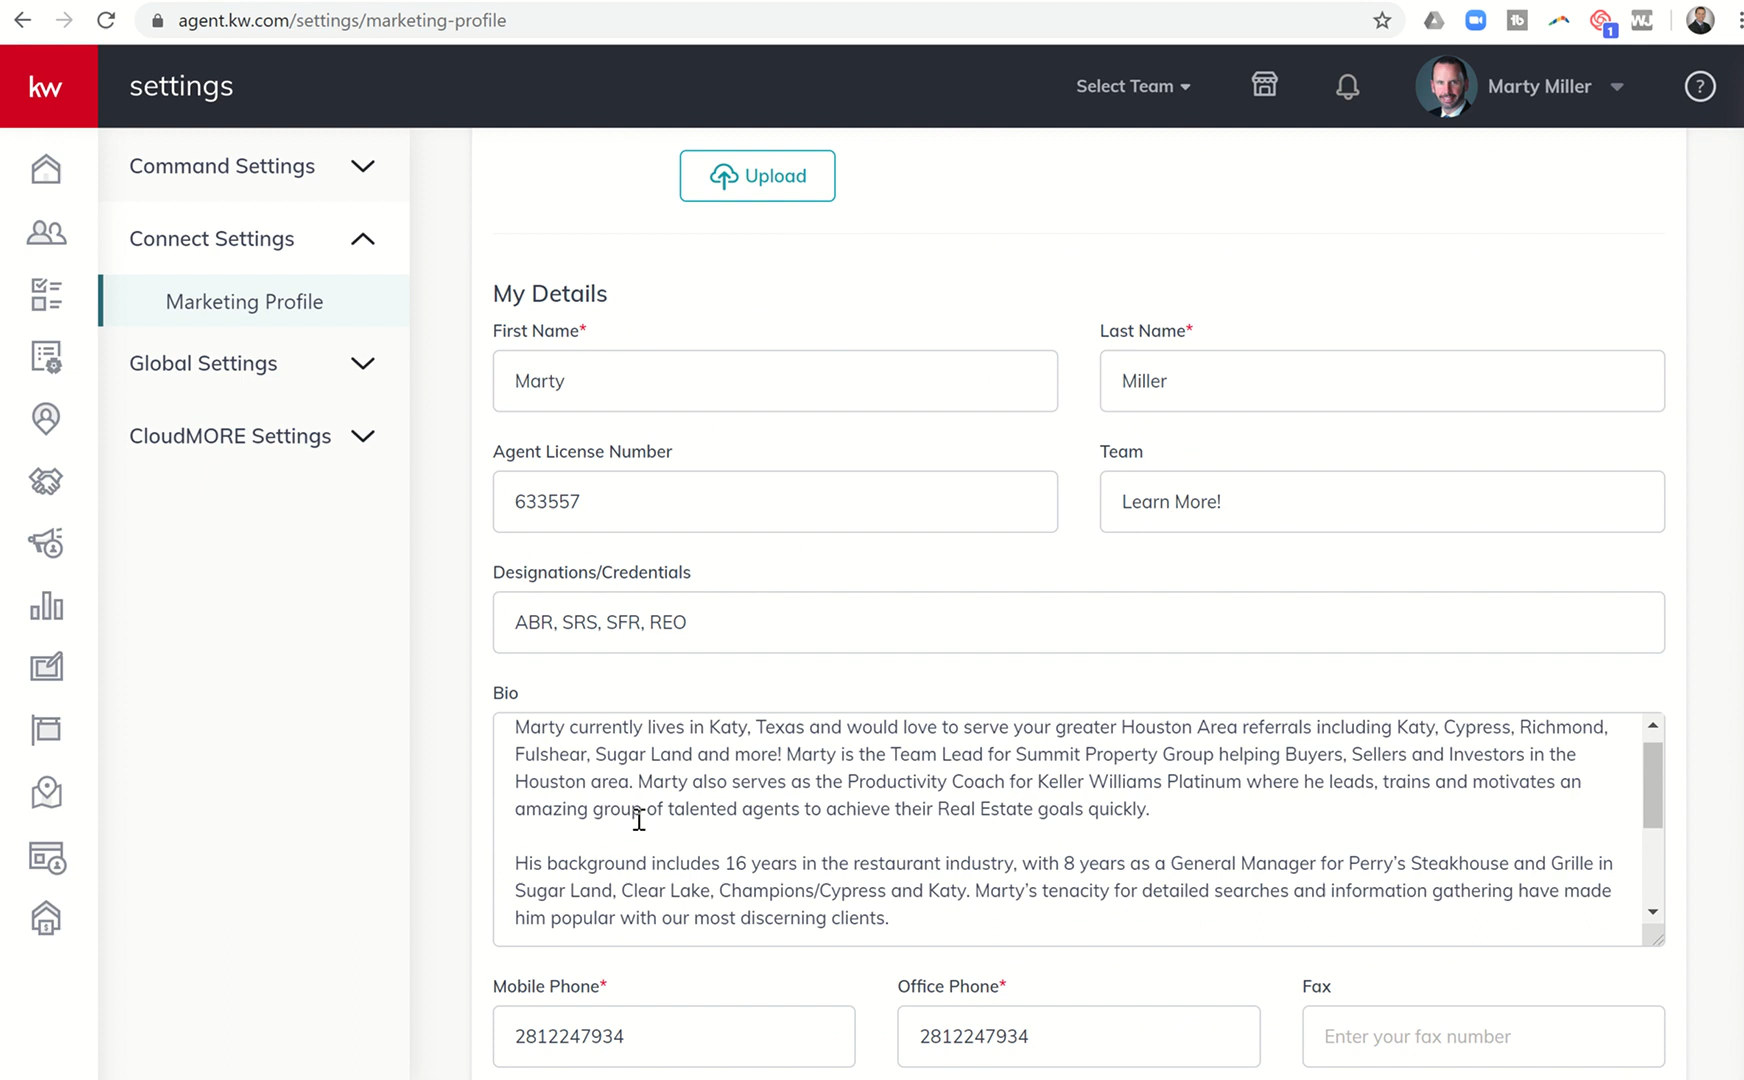 agent.kw.com/settings/marketing-profile
1
kw
settings
Select Team
Marty Miller
?
Command Settings
Connect Settings
Marketing Profile
Global Settings
CloudMORE Settings
Upload
My Details
First Name*
Last Name*
Marty
Miller
Agent License Number
Team
633557
Learn More!
Designations/Credentials
ABR, SRS, SFR, REO
Bio
Marty currently lives in Katy, Texas and would love to serve your greater Houston Area referrals including Katy, Cypress, Richmond,
Fulshear, Sugar Land and more! Marty is the Team Lead for Summit Property Group helping Buyers, Sellers and Investors in the
Houston area. Marty also serves as the Productivity Coach for Keller Williams Platinum where he leads, trains and motivates an
amazing group of talented agents to achieve their Real Estate goals quickly.
His background includes 16 years in the restaurant industry, with 8 years as a General Manager for Perry’s Steakhouse and Grille in
Sugar Land, Clear Lake, Champions/Cypress and Katy. Marty’s tenacity for detailed searches and information gathering have made
him popular with our most discerning clients.
Mobile Phone*
Office Phone*
Fax
2812247934
2812247934
Enter your fax number